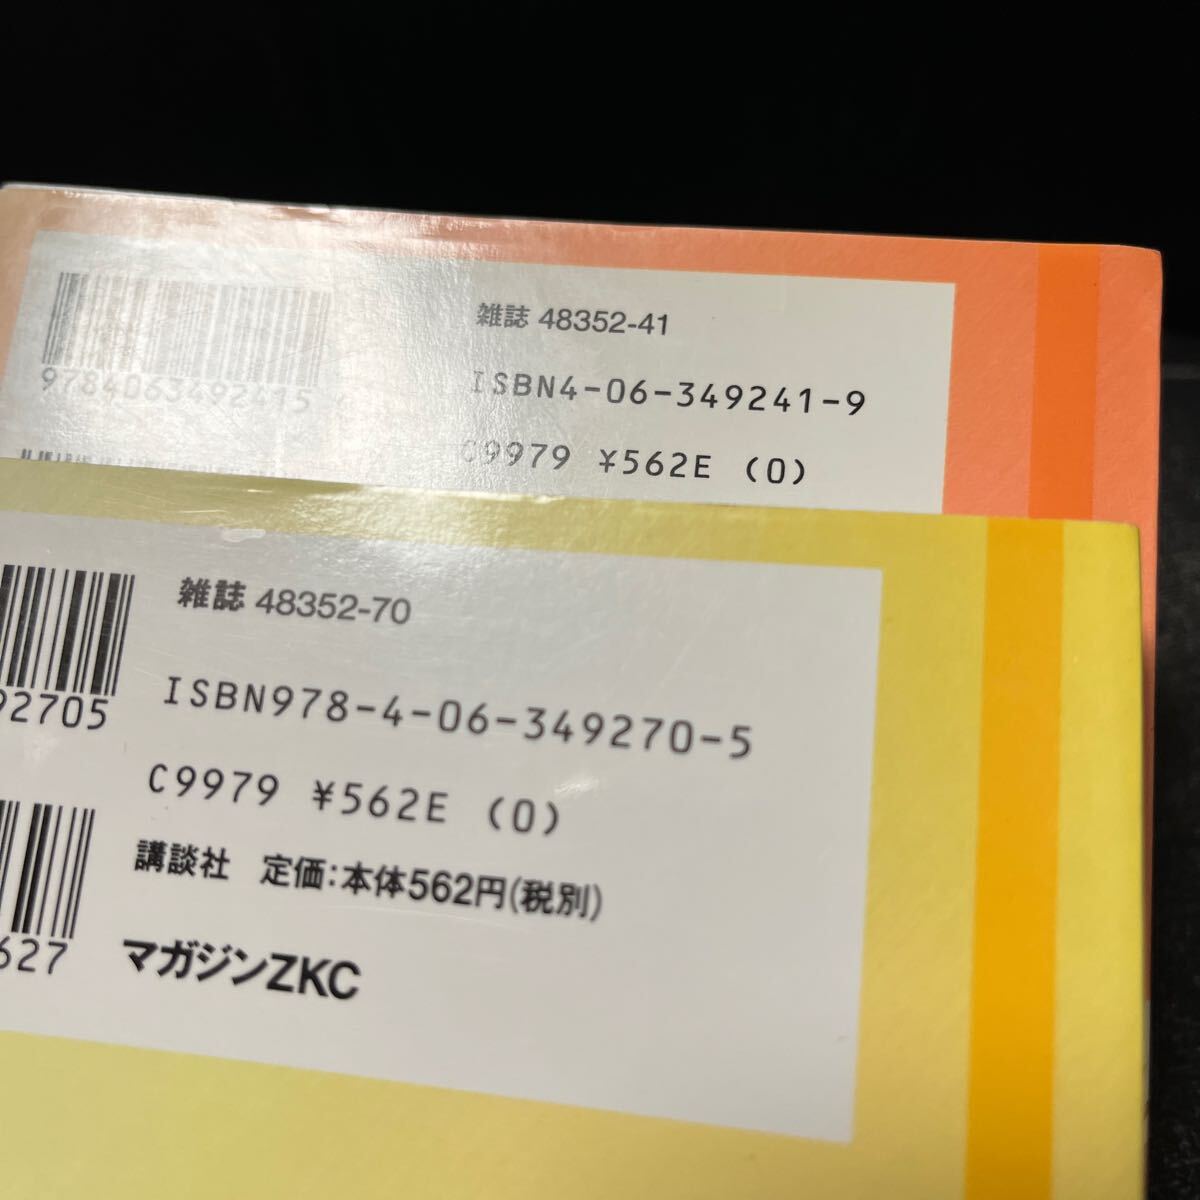 雑誌 48352-41
ISBN4-06-349241-9
9784063492415
C9979 ¥562E (0)
雑誌 48352-70
ISBN978-4-06-349270-5
92705
C9979 ¥562E (0)
講談社 定価:本体562円(税別)
627 マガジンZKC